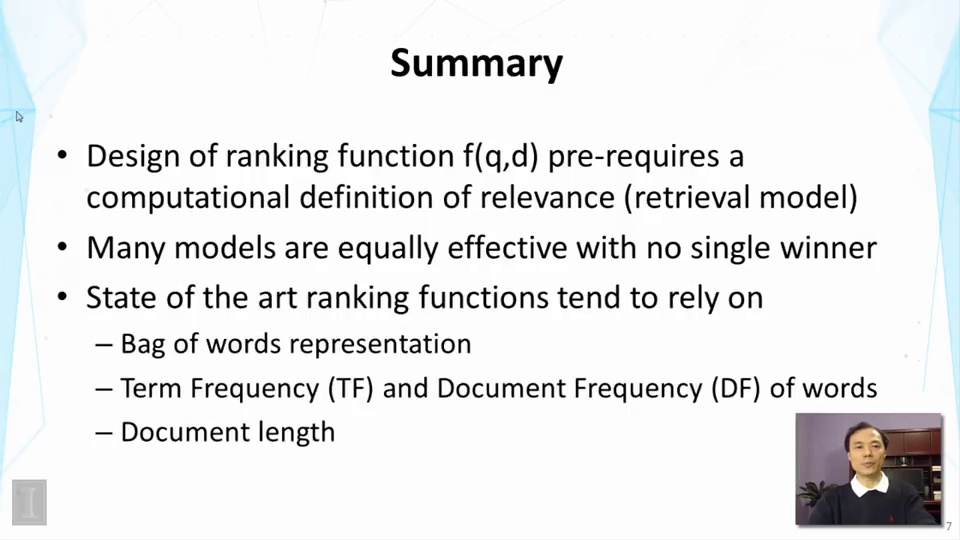 Summary
• Design of ranking function f(q,d) pre-requires a
computational definition of relevance (retrieval model)
• Many models are equally effective with no single winner
• State of the art ranking functions tend to rely on
– Bag of words representation
– Term Frequency (TF) and Document Frequency (DF) of words
– Document length
I
7